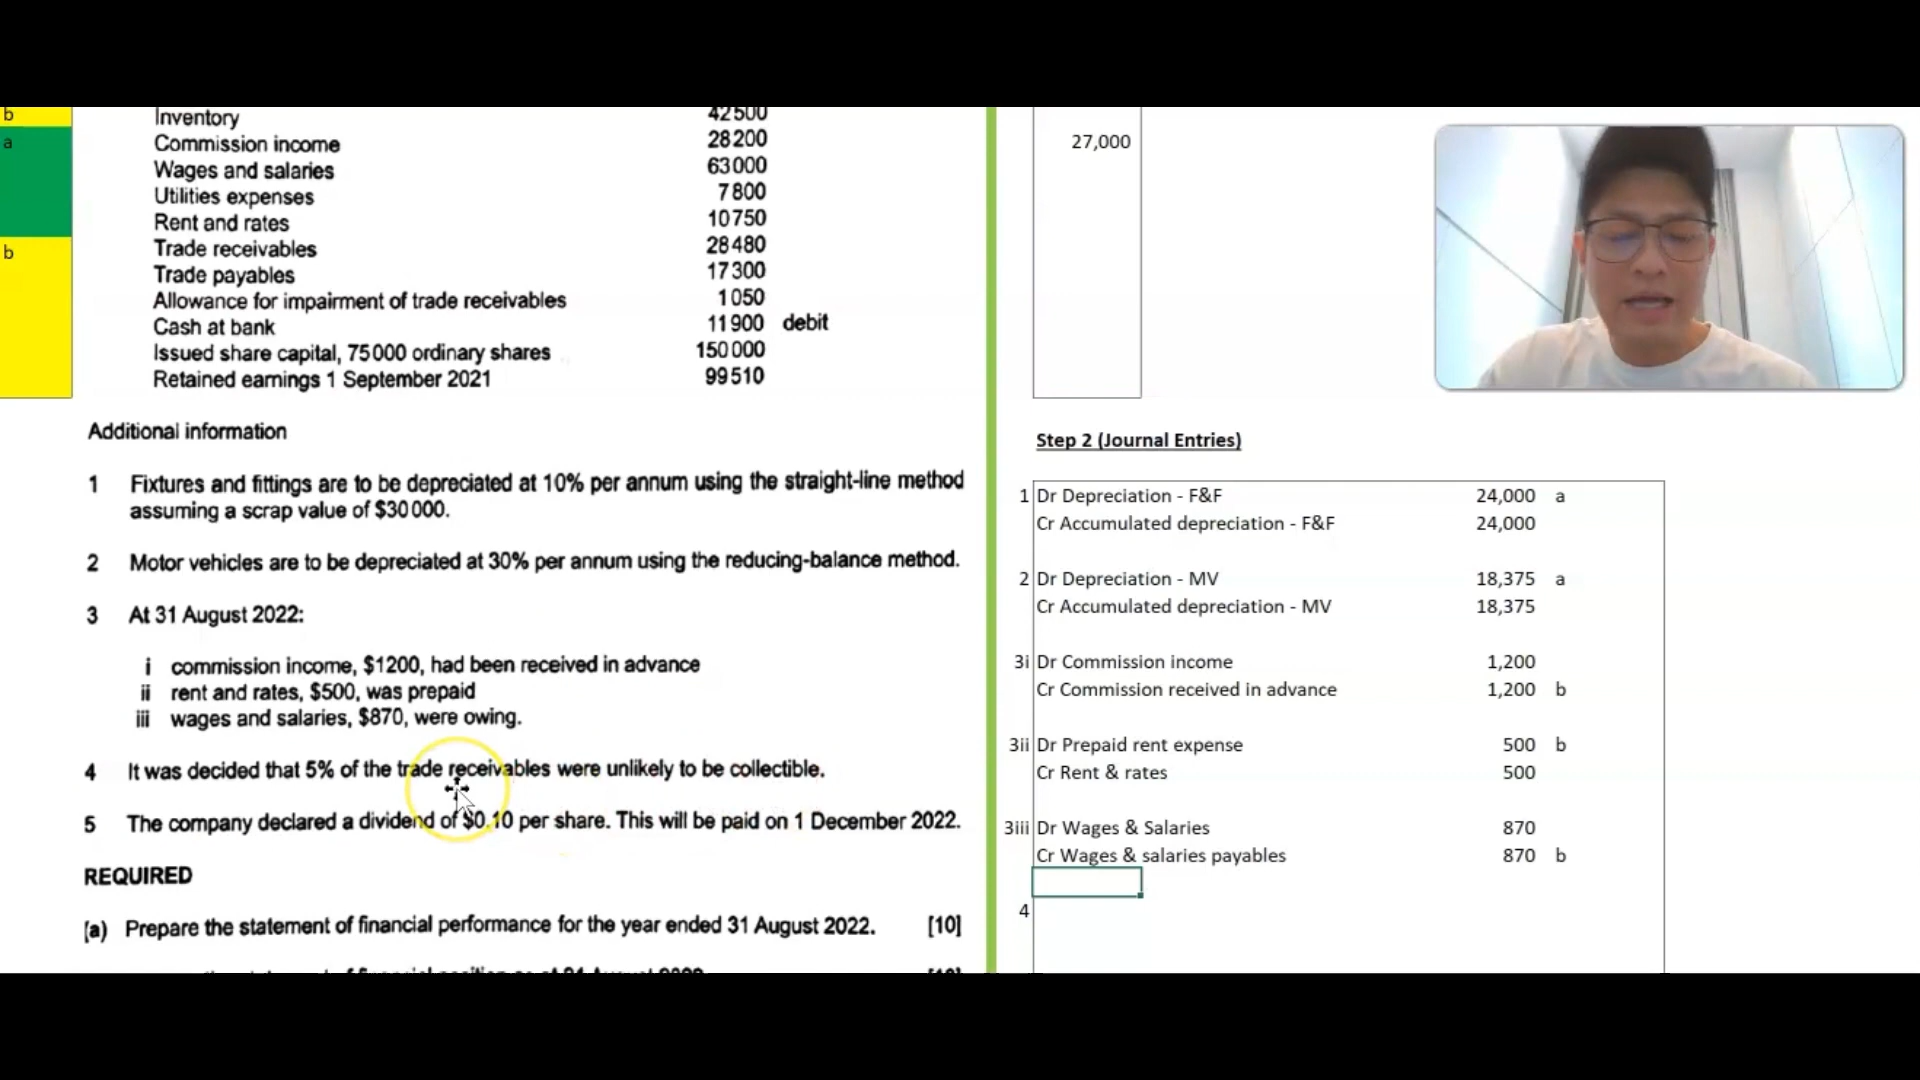 b
a
b
Inventory 42500
Commission income 28200
Wages and salaries 63000
Utilities expenses 7800
Rent and rates 10750
Trade receivables 28480
Trade payables 17300
Allowance for impairment of trade receivables 1050
Cash at bank 11900 debit
Issued share capital, 75000 ordinary shares 150000
Retained earnings 1 September 2021 99510
Additional information
1 Fixtures and fittings are to be depreciated at 10% per annum using the straight-line method
assuming a scrap value of $30000.
2 Motor vehicles are to be depreciated at 30% per annum using the reducing-balance method.
3 At 31 August 2022:
i commission income, $1200, had been received in advance
ii rent and rates, $500, was prepaid
iii wages and salaries, $870, were owing.
4 It was decided that 5% of the trade receivables were unlikely to be collectible.
5 The company declared a dividend of $0.10 per share. This will be paid on 1 December 2022.
REQUIRED
(a) Prepare the statement of financial performance for the year ended 31 August 2022. [10]
27,000
Step 2 (Journal Entries)
1 Dr Depreciation - F&F 24,000 a
Cr Accumulated depreciation - F&F 24,000
2 Dr Depreciation - MV 18,375 a
Cr Accumulated depreciation - MV 18,375
3i Dr Commission income 1,200
Cr Commission received in advance 1,200 b
3ii Dr Prepaid rent expense 500 b
Cr Rent & rates 500
3iii Dr Wages & Salaries 870
Cr Wages & salaries payables 870 b
4